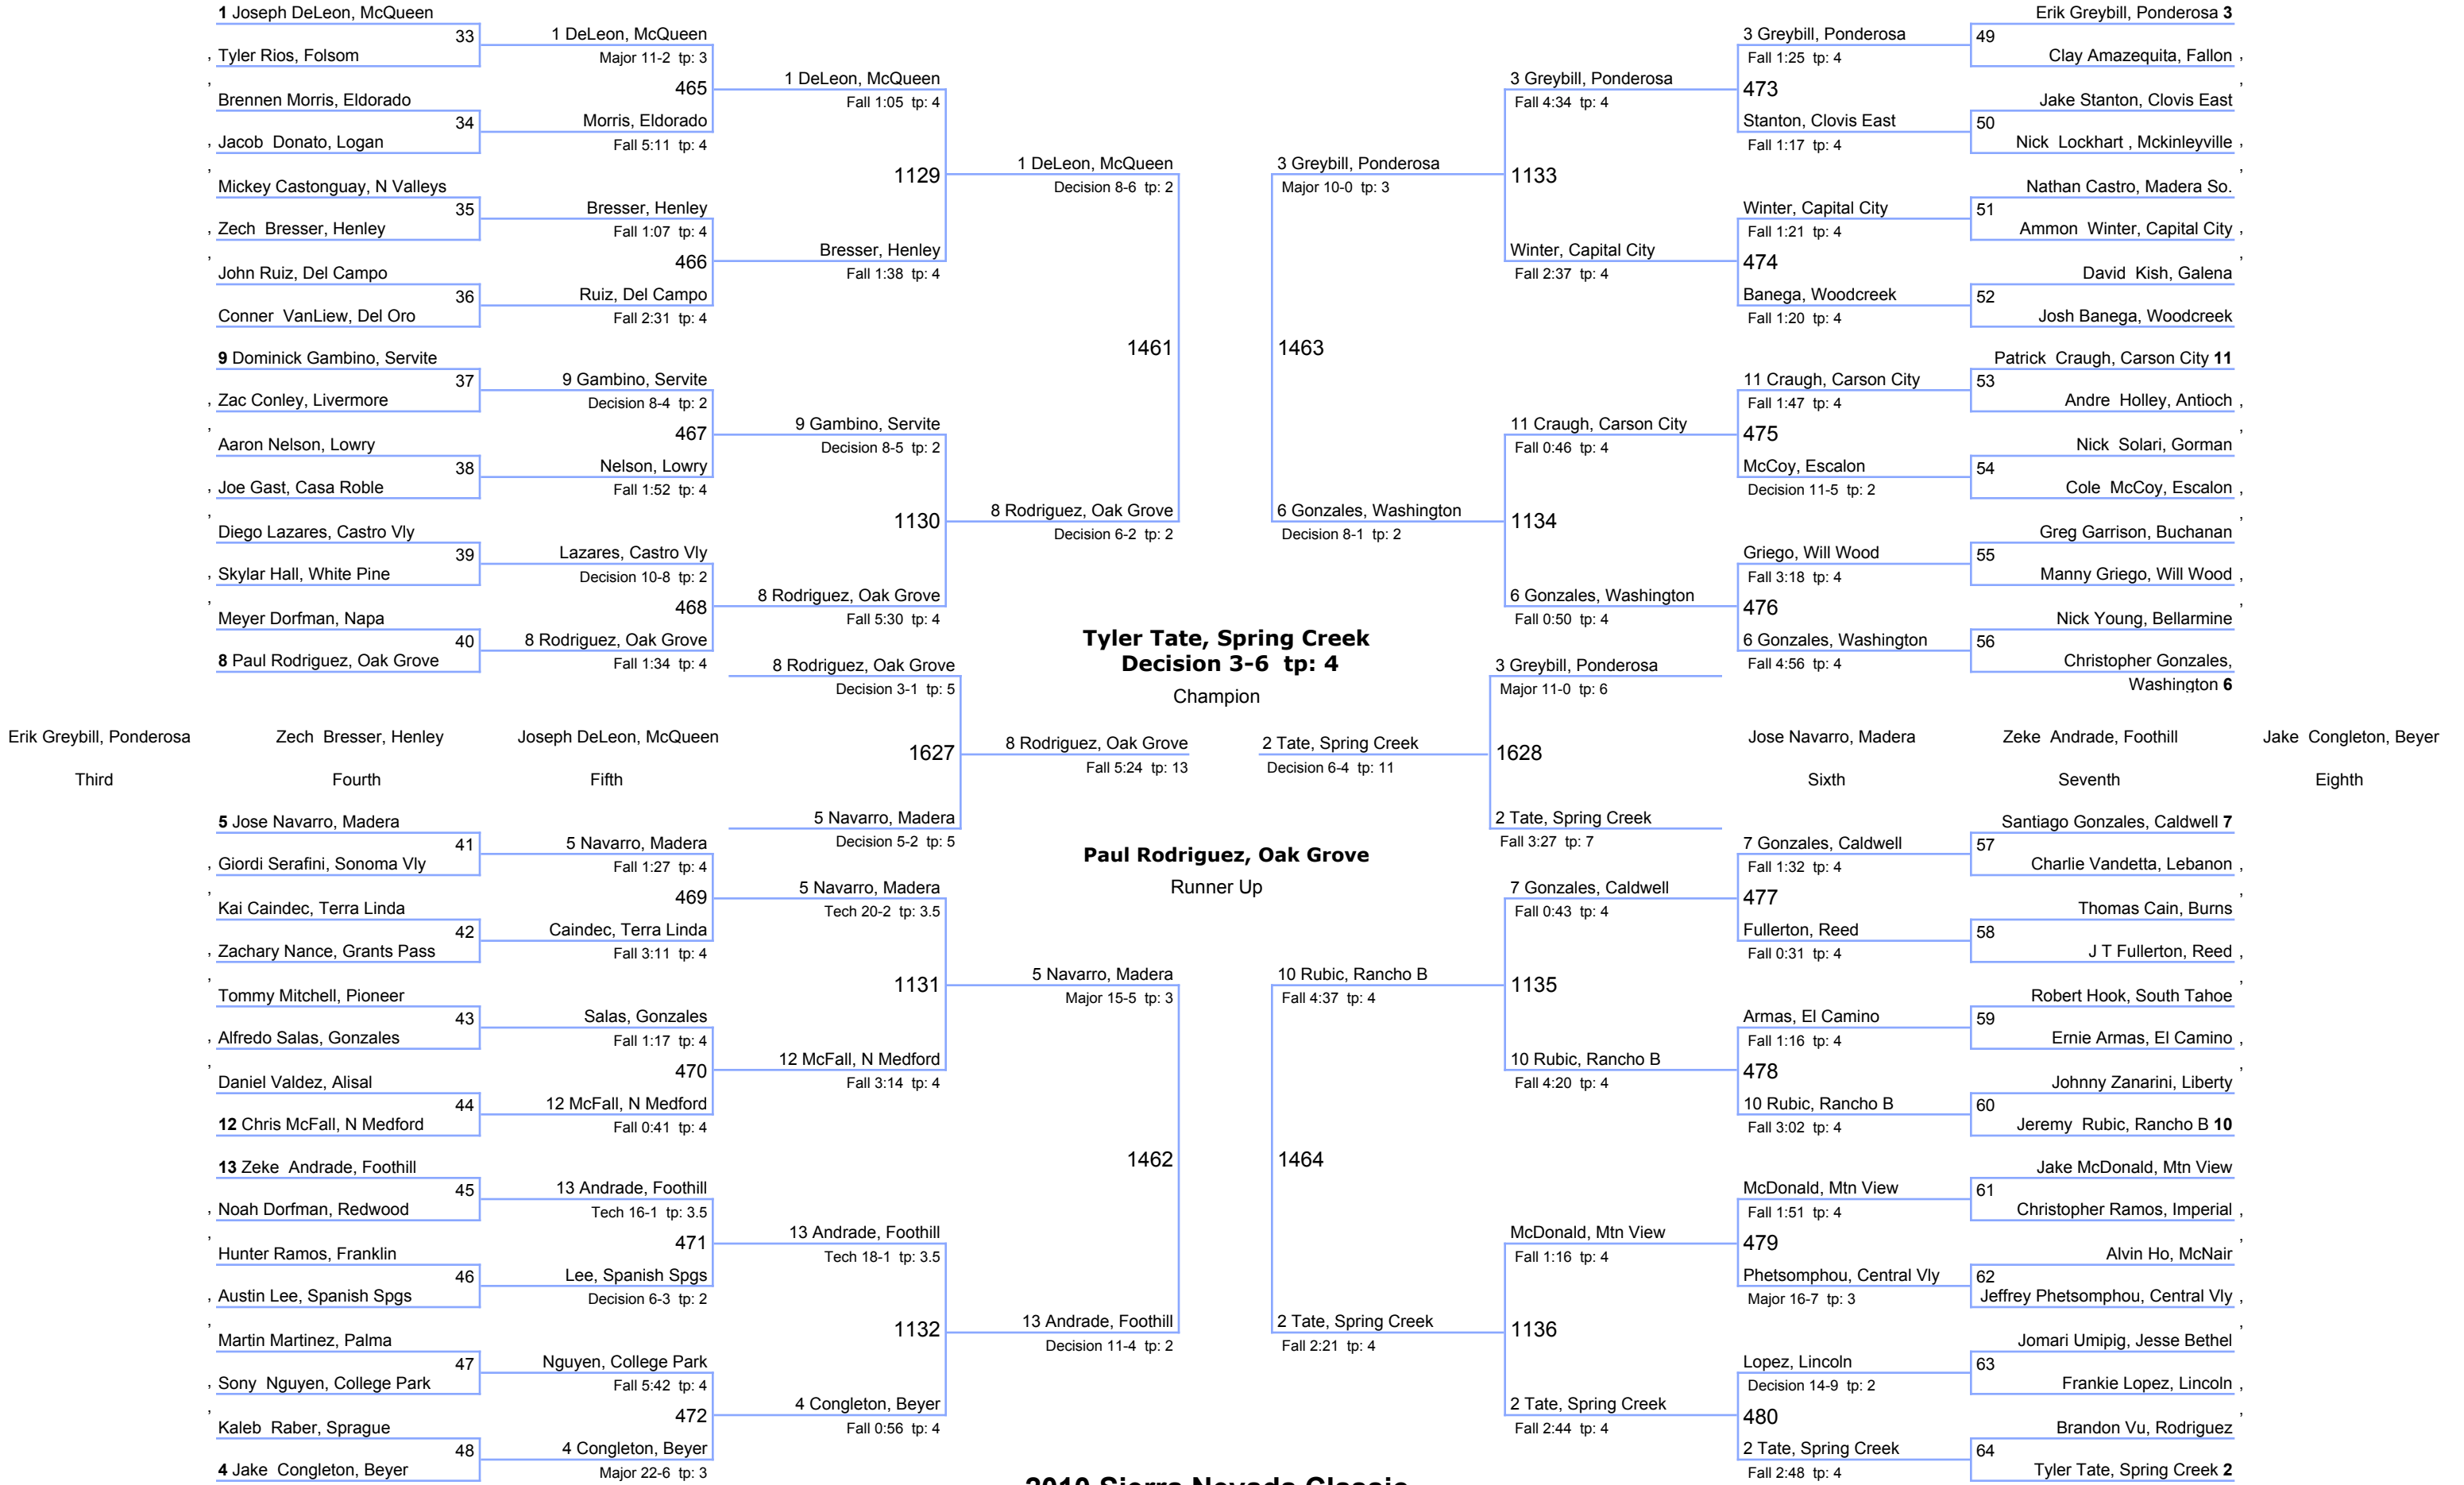 1 Joseph DeLeon, McQueen
33
, Tyler Rios, Folsom
,
Brennen Morris, Eldorado
34
, Jacob Donato, Logan
,
Mickey Castonguay, N Valleys
35
, Zech Bresser, Henley
,
John Ruiz, Del Campo
36
Conner VanLiew, Del Oro
9 Dominick Gambino, Servite
37
, Zac Conley, Livermore
,
Aaron Nelson, Lowry
38
, Joe Gast, Casa Roble
,
Diego Lazares, Castro Vly
39
, Skylar Hall, White Pine
,
Meyer Dorfman, Napa
40
8 Paul Rodriguez, Oak Grove
1 DeLeon, McQueen
Major 11-2 tp: 3
465
Morris, Eldorado
Fall 5:11 tp: 4
Bresser, Henley
Fall 1:07 tp: 4
466
Ruiz, Del Campo
Fall 2:31 tp: 4
9 Gambino, Servite
Decision 8-4 tp: 2
467
Nelson, Lowry
Fall 1:52 tp: 4
Lazares, Castro Vly
Decision 10-8 tp: 2
468
8 Rodriguez, Oak Grove
Fall 1:34 tp: 4
1 DeLeon, McQueen
Fall 1:05 tp: 4
1129
Bresser, Henley
Fall 1:38 tp: 4
9 Gambino, Servite
Decision 8-5 tp: 2
1130
8 Rodriguez, Oak Grove
Fall 5:30 tp: 4
1 DeLeon, McQueen
Decision 8-6 tp: 2
1461
8 Rodriguez, Oak Grove
Decision 6-2 tp: 2
3 Greybill, Ponderosa
Major 10-0 tp: 3
1463
6 Gonzales, Washington
Decision 8-1 tp: 2
3 Greybill, Ponderosa
Fall 4:34 tp: 4
1133
Winter, Capital City
Fall 2:37 tp: 4
11 Craugh, Carson City
Fall 0:46 tp: 4
1134
6 Gonzales, Washington
Fall 0:50 tp: 4
3 Greybill, Ponderosa
Fall 1:25 tp: 4
473
Stanton, Clovis East
Fall 1:17 tp: 4
Winter, Capital City
Fall 1:21 tp: 4
474
Banega, Woodcreek
Fall 1:20 tp: 4
11 Craugh, Carson City
Fall 1:47 tp: 4
475
McCoy, Escalon
Decision 11-5 tp: 2
Griego, Will Wood
Fall 3:18 tp: 4
476
6 Gonzales, Washington
Fall 4:56 tp: 4
Erik Greybill, Ponderosa 3
49
Clay Amazequita, Fallon ,
,
Jake Stanton, Clovis East
50
Nick Lockhart , Mckinleyville ,
,
Nathan Castro, Madera So.
51
Ammon Winter, Capital City ,
,
David Kish, Galena
52
Josh Banega, Woodcreek
Patrick Craugh, Carson City 11
53
Andre Holley, Antioch ,
,
Nick Solari, Gorman
54
Cole McCoy, Escalon ,
,
Greg Garrison, Buchanan
55
Manny Griego, Will Wood ,
,
Nick Young, Bellarmine
56
Christopher Gonzales,
Washington 6
Tyler Tate, Spring Creek
Decision 3-6 tp: 4
Champion
8 Rodriguez, Oak Grove
Decision 3-1 tp: 5
1627
5 Navarro, Madera
Decision 5-2 tp: 5
8 Rodriguez, Oak Grove
Fall 5:24 tp: 13
2 Tate, Spring Creek
Decision 6-4 tp: 11
3 Greybill, Ponderosa
Major 11-0 tp: 6
1628
2 Tate, Spring Creek
Fall 3:27 tp: 7
Paul Rodriguez, Oak Grove
Runner Up
Erik Greybill, Ponderosa
Third
Zech Bresser, Henley
Fourth
Joseph DeLeon, McQueen
Fifth
Jose Navarro, Madera
Sixth
Zeke Andrade, Foothill
Seventh
Jake Congleton, Beyer
Eighth
5 Jose Navarro, Madera
41
, Giordi Serafini, Sonoma Vly
,
Kai Caindec, Terra Linda
42
, Zachary Nance, Grants Pass
,
Tommy Mitchell, Pioneer
43
, Alfredo Salas, Gonzales
,
Daniel Valdez, Alisal
44
12 Chris McFall, N Medford
13 Zeke Andrade, Foothill
45
, Noah Dorfman, Redwood
,
Hunter Ramos, Franklin
46
, Austin Lee, Spanish Spgs
,
Martin Martinez, Palma
47
, Sony Nguyen, College Park
,
Kaleb Raber, Sprague
48
4 Jake Congleton, Beyer
5 Navarro, Madera
Fall 1:27 tp: 4
469
Caindec, Terra Linda
Fall 3:11 tp: 4
Salas, Gonzales
Fall 1:17 tp: 4
470
12 McFall, N Medford
Fall 0:41 tp: 4
13 Andrade, Foothill
Tech 16-1 tp: 3.5
471
Lee, Spanish Spgs
Decision 6-3 tp: 2
Nguyen, College Park
Fall 5:42 tp: 4
472
4 Congleton, Beyer
Major 22-6 tp: 3
5 Navarro, Madera
Tech 20-2 tp: 3.5
1131
12 McFall, N Medford
Fall 3:14 tp: 4
13 Andrade, Foothill
Tech 18-1 tp: 3.5
1132
4 Congleton, Beyer
Fall 0:56 tp: 4
5 Navarro, Madera
Major 15-5 tp: 3
1462
13 Andrade, Foothill
Decision 11-4 tp: 2
10 Rubic, Rancho B
Fall 4:37 tp: 4
1464
2 Tate, Spring Creek
Fall 2:21 tp: 4
7 Gonzales, Caldwell
Fall 0:43 tp: 4
1135
10 Rubic, Rancho B
Fall 4:20 tp: 4
McDonald, Mtn View
Fall 1:16 tp: 4
1136
2 Tate, Spring Creek
Fall 2:44 tp: 4
7 Gonzales, Caldwell
Fall 1:32 tp: 4
477
Fullerton, Reed
Fall 0:31 tp: 4
Armas, El Camino
Fall 1:16 tp: 4
478
10 Rubic, Rancho B
Fall 3:02 tp: 4
McDonald, Mtn View
Fall 1:51 tp: 4
479
Phetsomphou, Central Vly
Major 16-7 tp: 3
Lopez, Lincoln
Decision 14-9 tp: 2
480
2 Tate, Spring Creek
Fall 2:48 tp: 4
Santiago Gonzales, Caldwell 7
57
Charlie Vandetta, Lebanon ,
,
Thomas Cain, Burns
58
J T Fullerton, Reed ,
,
Robert Hook, South Tahoe
59
Ernie Armas, El Camino ,
,
Johnny Zanarini, Liberty
60
Jeremy Rubic, Rancho B 10
Jake McDonald, Mtn View
61
Christopher Ramos, Imperial ,
,
Alvin Ho, McNair
62
Jeffrey Phetsomphou, Central Vly ,
,
Jomari Umipig, Jesse Bethel
63
Frankie Lopez, Lincoln ,
,
Brandon Vu, Rodriguez
64
Tyler Tate, Spring Creek 2
2010 Sierra Nevada Classic